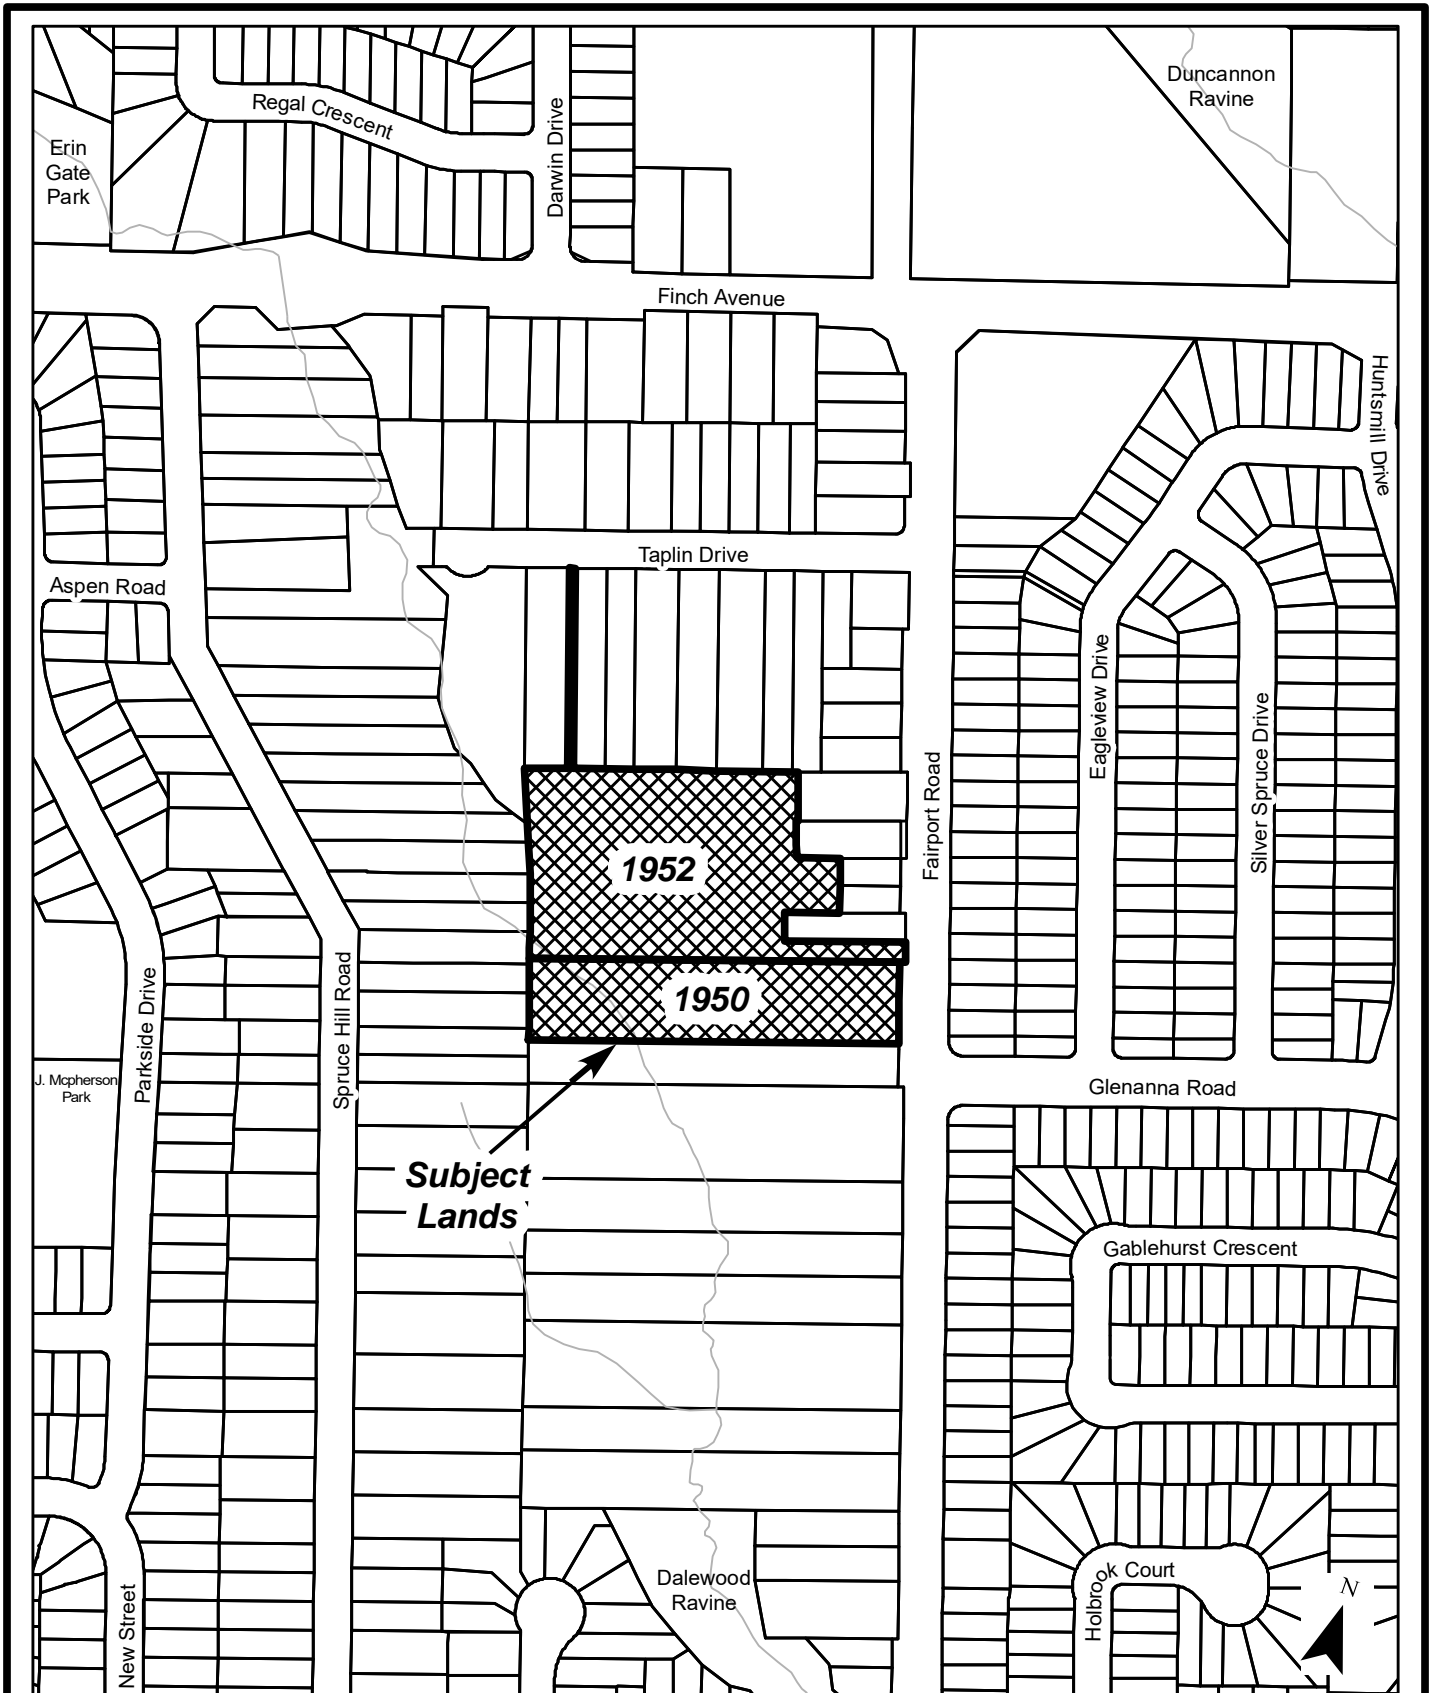 Duncannon
Ravine
Regal Crescent
Darwin Drive
Erin
Gate
Park
Finch Avenue
Huntsmill Drive
Taplin Drive
Aspen Road
Eagleview Drive
Silver Spruce Drive
Fairport Road
1952
1950
Parkside Drive
Spruce Hill Road
J. Mcpherson
Park
Glenanna Road
Subject
Lands
Gablehurst Crescent
Dalewood
Ravine
Holbrook Court
New Street
N